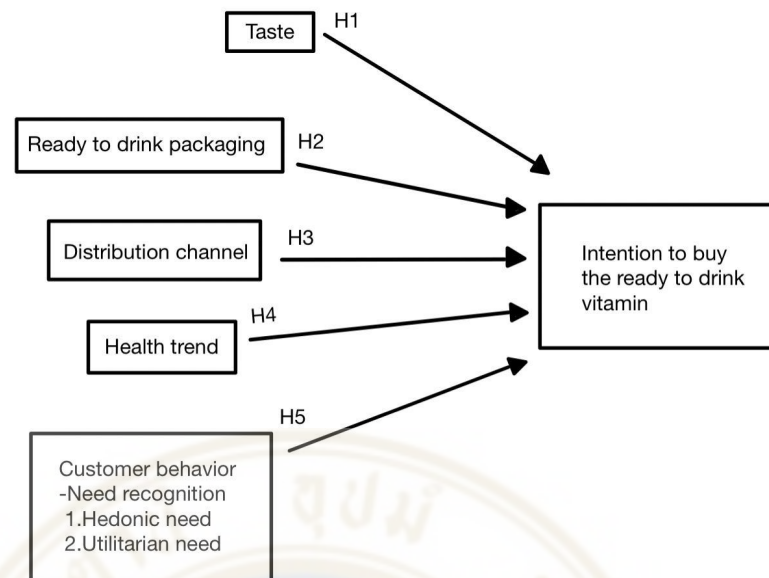 Taste
H1
Ready to drink packaging
H2
Distribution channel
H3
Health trend
H4
Intention to buy
the ready to drink
vitamin
H5
Customer behavior
-Need recognition
1.Hedonic need
2.Utilitarian need